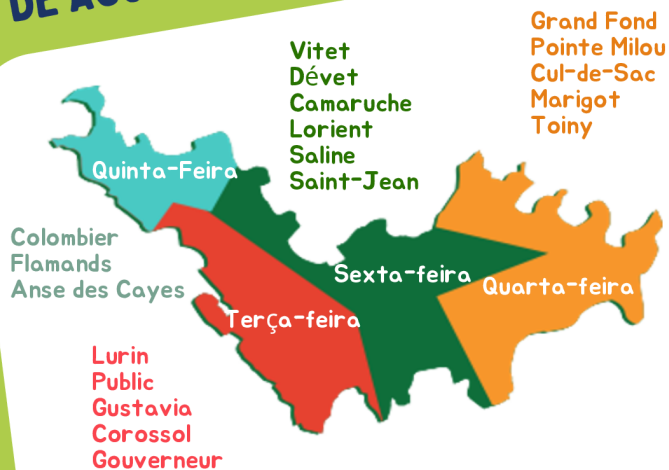 DE
Grand Fond
Pointe Milou
Cul-de-Sac
Marigot
Toiny
Vitet
Dévet
Camaruche
Lorient
Saline
Saint-Jean
Quinta-Feira
Colombier
Flamands
Anse des Cayes
Sexta-feira
Quarta-feira
Terça-feira
Lurin
Public
Gustavia
Corossol
Gouverneur